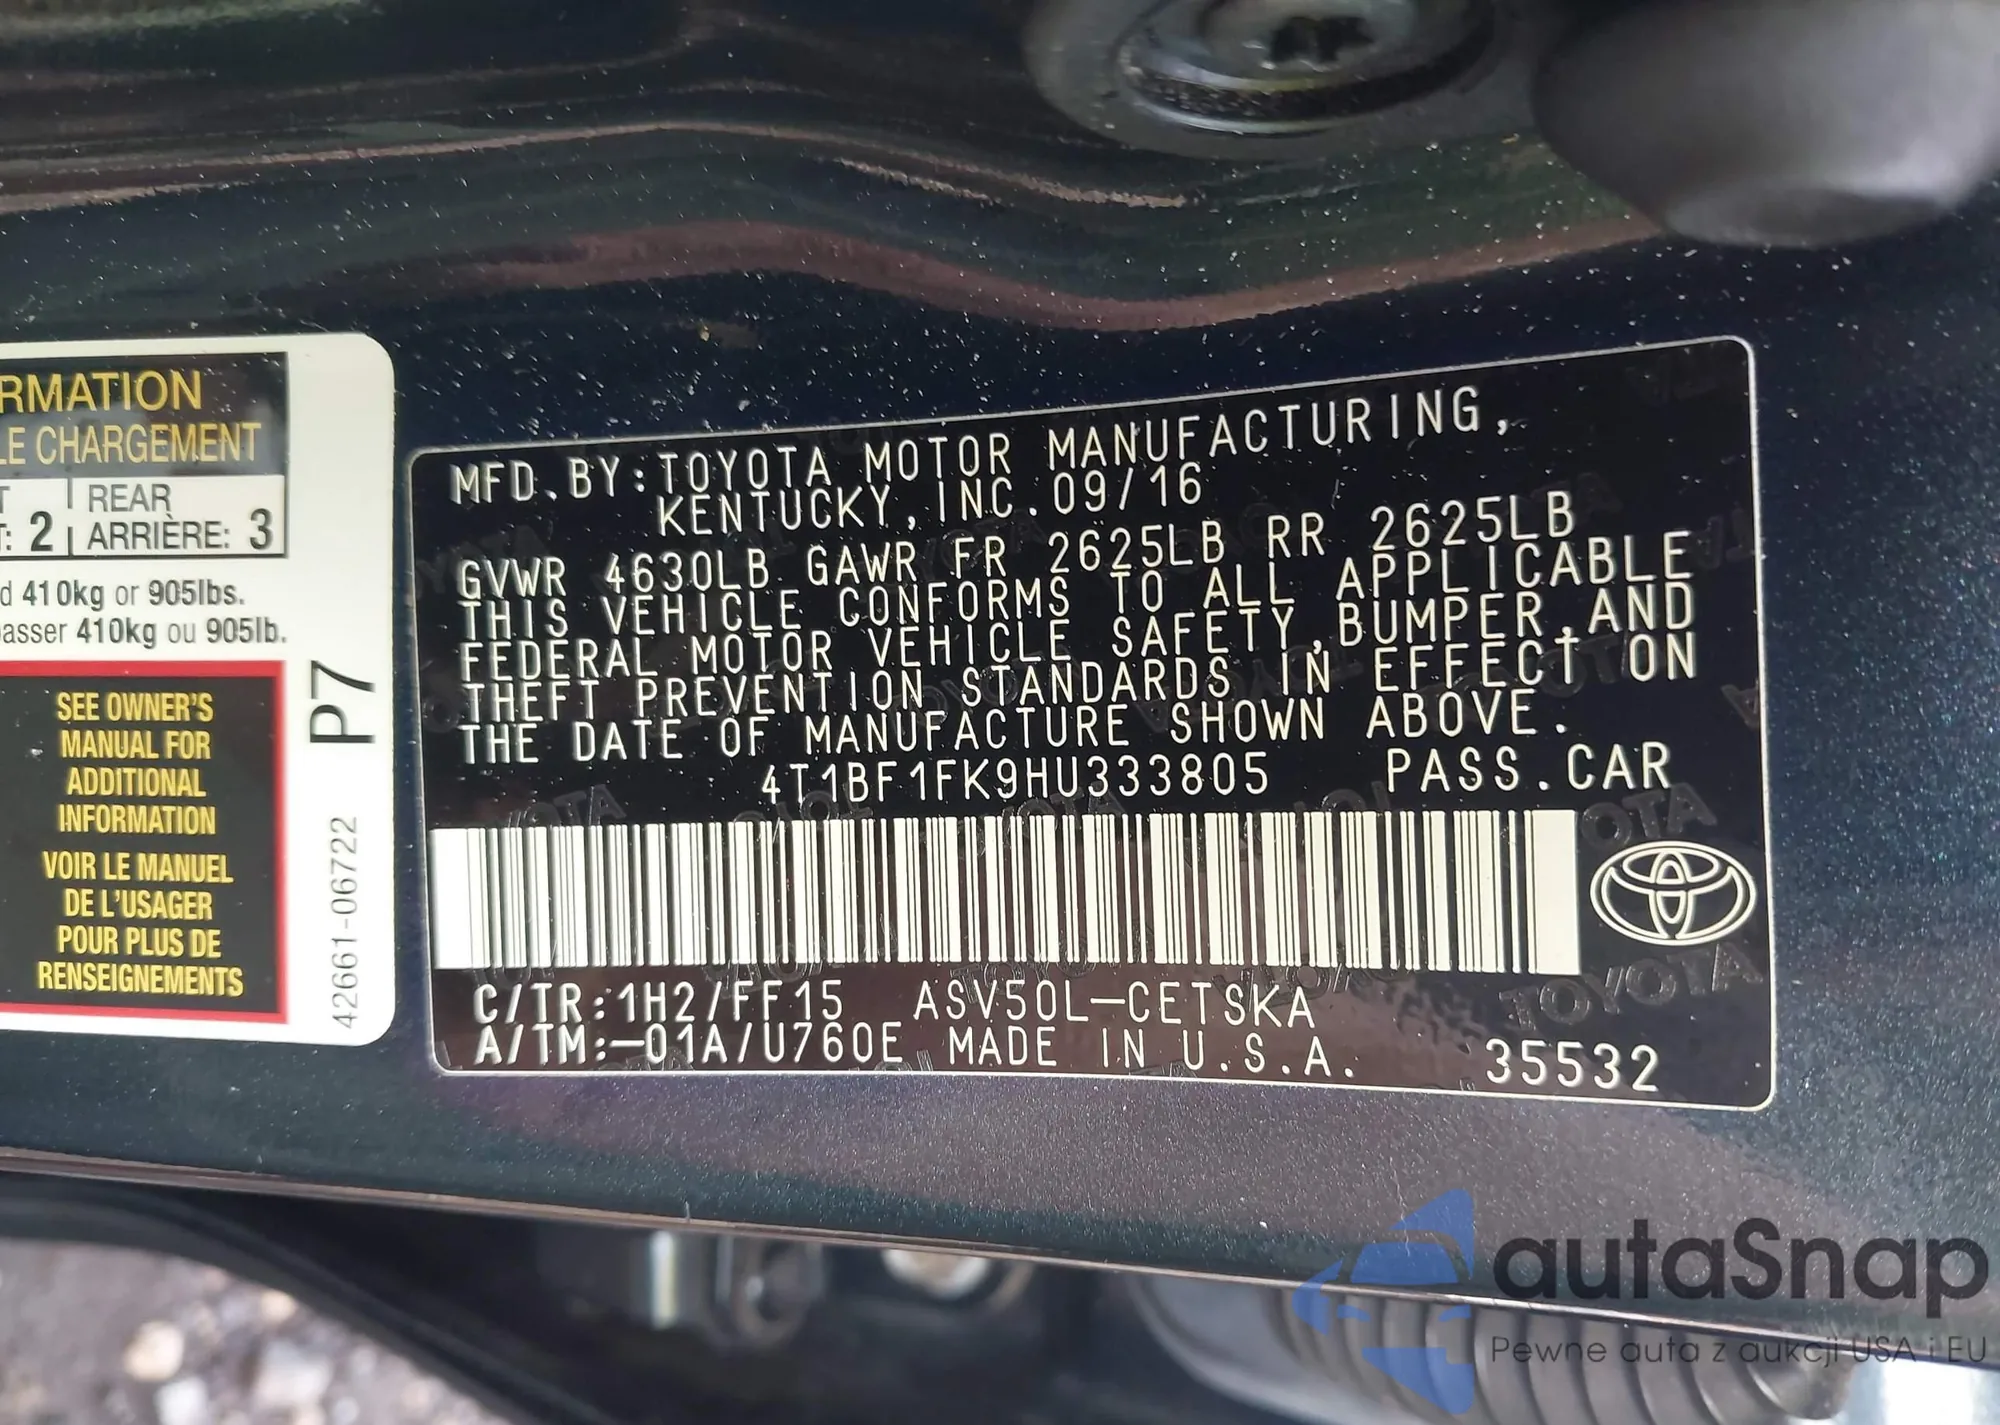 RMATION
LE CHARGEMENT
REAR
: 2 ARRIÈRE: 3
d 410kg or 905lbs.
asser 410kg ou 905lb.
SEE OWNER'S
MANUAL FOR
ADDITIONAL
INFORMATION
VOIR LE MANUEL
DE L'USAGER
POUR PLUS DE
RENSEIGNEMENTS
P7
42661-06722
MFD.BY:TOYOTA MOTOR MANUFACTURING,
KENTUCKY,INC.09/16
GVWR 4630LB GAWR FR 2625LB RR 2625LB
THIS VEHICLE CONFORMS TO ALL APPLICABLE
FEDERAL MOTOR VEHICLE SAFETY,BUMPER,AND
THEFT PREVENTION STANDARDS IN EFFECT ON
THE DATE OF MANUFACTURE SHOWN ABOVE.
4T1BF1FK9HU333805 PASS.CAR
C/TR:1H2/FF15 ASV50L-CETSKA
A/TM:-01A/U760E MADE IN U.S.A. 35532
autaSnap
Pewne auta z aukcji USA i EU